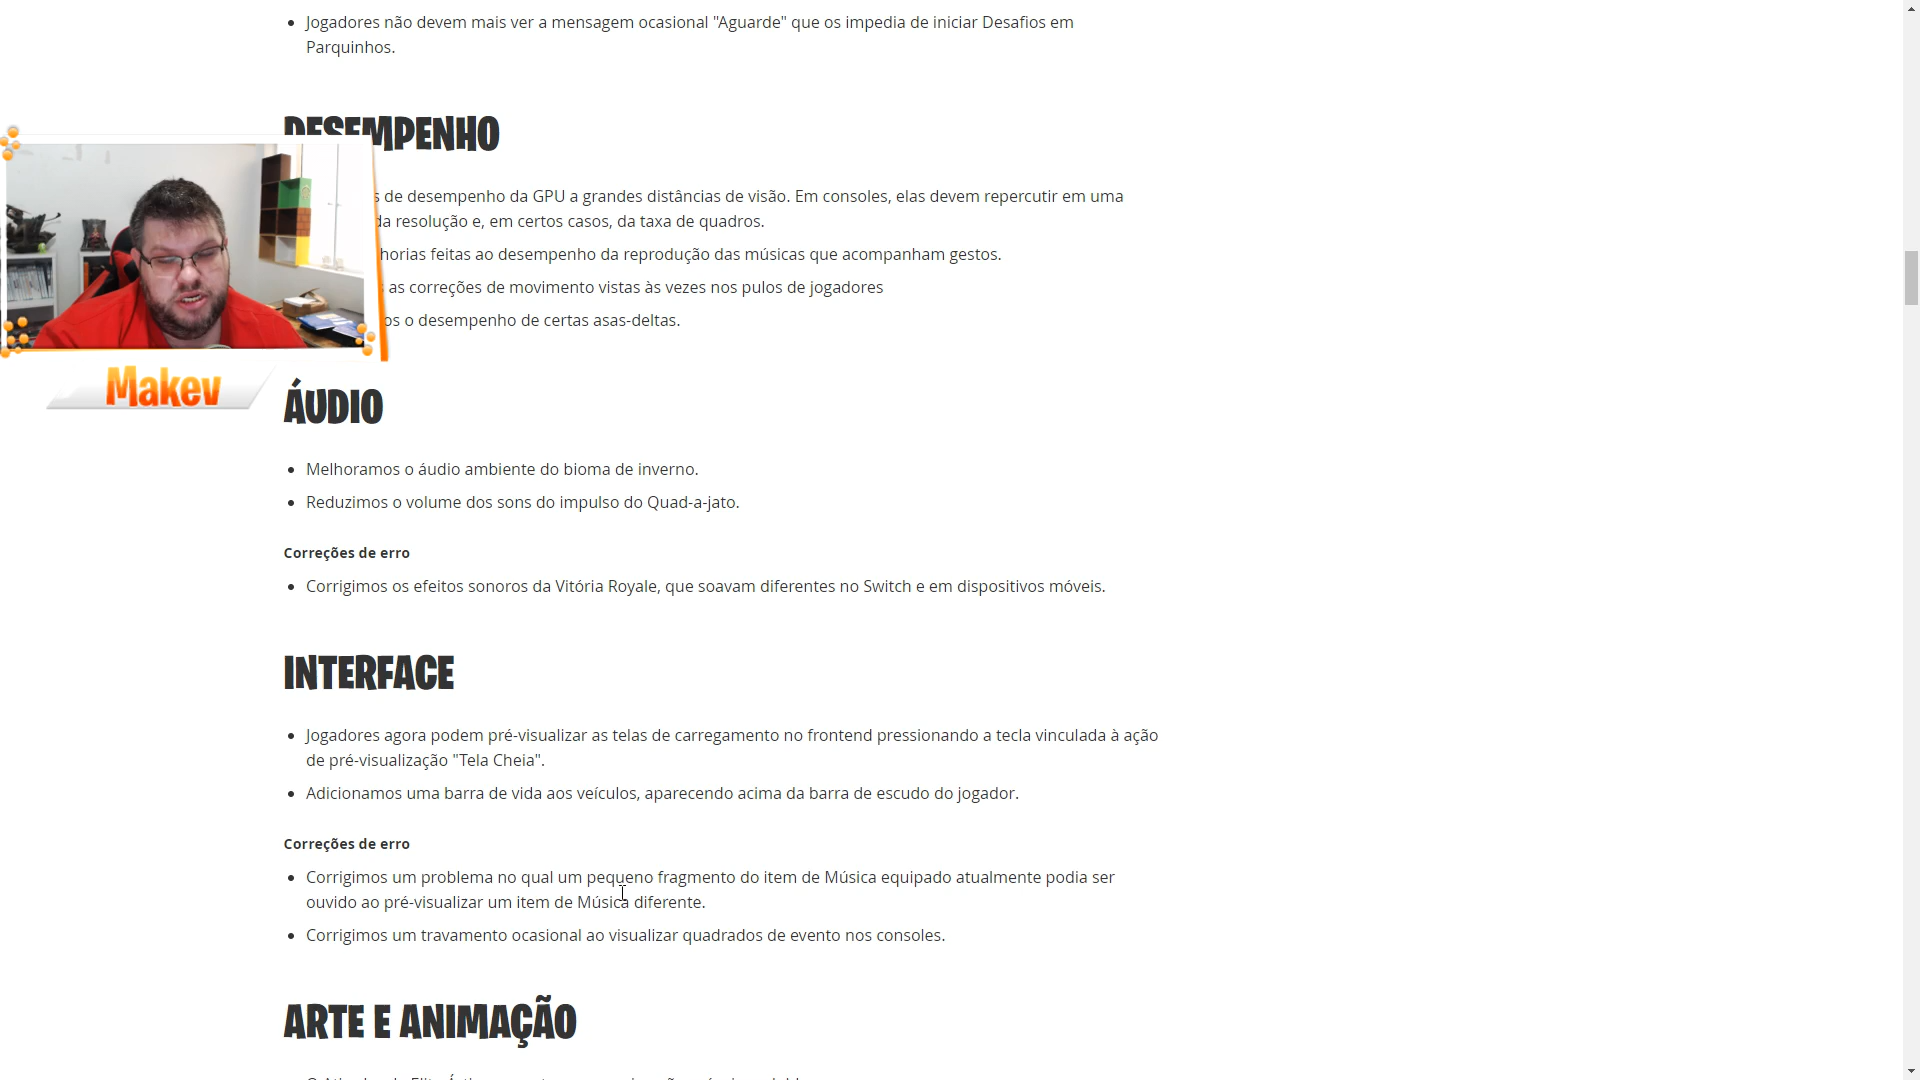 Jogadores não devem mais ver a mensagem ocasional "Aguarde" que os impedia de iniciar Desafios em
Parquinhos.
DESEMPENHO
de desempenho da GPU a grandes distâncias de visão. Em consoles, elas devem repercutir em uma
da resolução e, em certos casos, da taxa de quadros.
feitas ao desempenho da reprodução das músicas que acompanham gestos.
as correções de movimento vistas às vezes nos pulos de jogadores
o desempenho de certas asas-deltas.
Makev
ÁUDIO
Melhoramos o áudio ambiente do bioma de inverno.
Reduzimos o volume dos sons do impulso do Quad-a-jato.
Correções de erro
Corrigimos os efeitos sonoros da Vitória Royale, que soavam diferentes no Switch e em dispositivos móveis.
INTERFACE
Jogadores agora podem pré-visualizar as telas de carregamento no frontend pressionando a tecla vinculada à ação
de pré-visualização "Tela Cheia".
Adicionamos uma barra de vida aos veículos, aparecendo acima da barra de escudo do jogador.
Correções de erro
Corrigimos um problema no qual um pequeno fragmento do item de Música equipado atualmente podia ser
ouvido ao pré-visualizar um item de Música diferente.
Corrigimos um travamento ocasional ao visualizar quadrados de evento nos consoles.
ARTE E ANIMAÇÃO